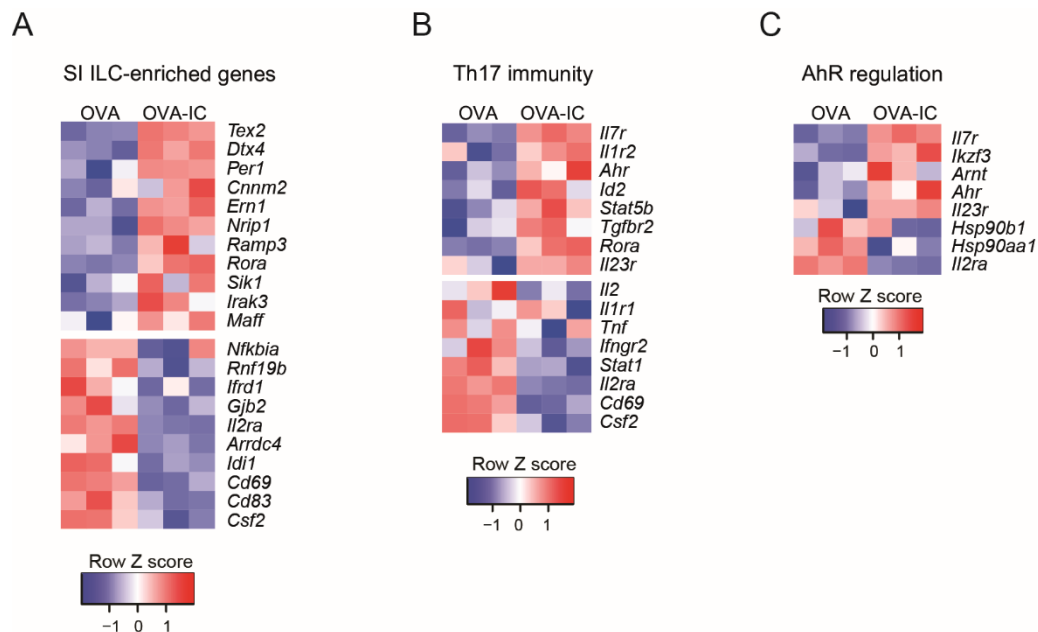 A
SI ILC-enriched genes
OVA OVA-IC
Tex2
Dtx4
Per1
Cnnm2
Ern1
Nrip1
Ramp3
Rora
Sik1
Irak3
Maff
Nfkbia
Rnf19b
Ifrd1
Gjb2
Il2ra
Arrdc4
Idi1
Cd69
Cd83
Csf2
Row Z score
−1 0 1
B
Th17 immunity
OVA OVA-IC
Il7r
Il1r2
Ahr
Id2
Stat5b
Tgfbr2
Rora
Il23r
Il2
Il1r1
Tnf
Ifngr2
Stat1
Il2ra
Cd69
Csf2
Row Z score
−1 0 1
C
AhR regulation
OVA OVA-IC
Il7r
Ikzf3
Arnt
Ahr
Il23r
Hsp90b1
Hsp90aa1
Il2ra
Row Z score
−1 0 1